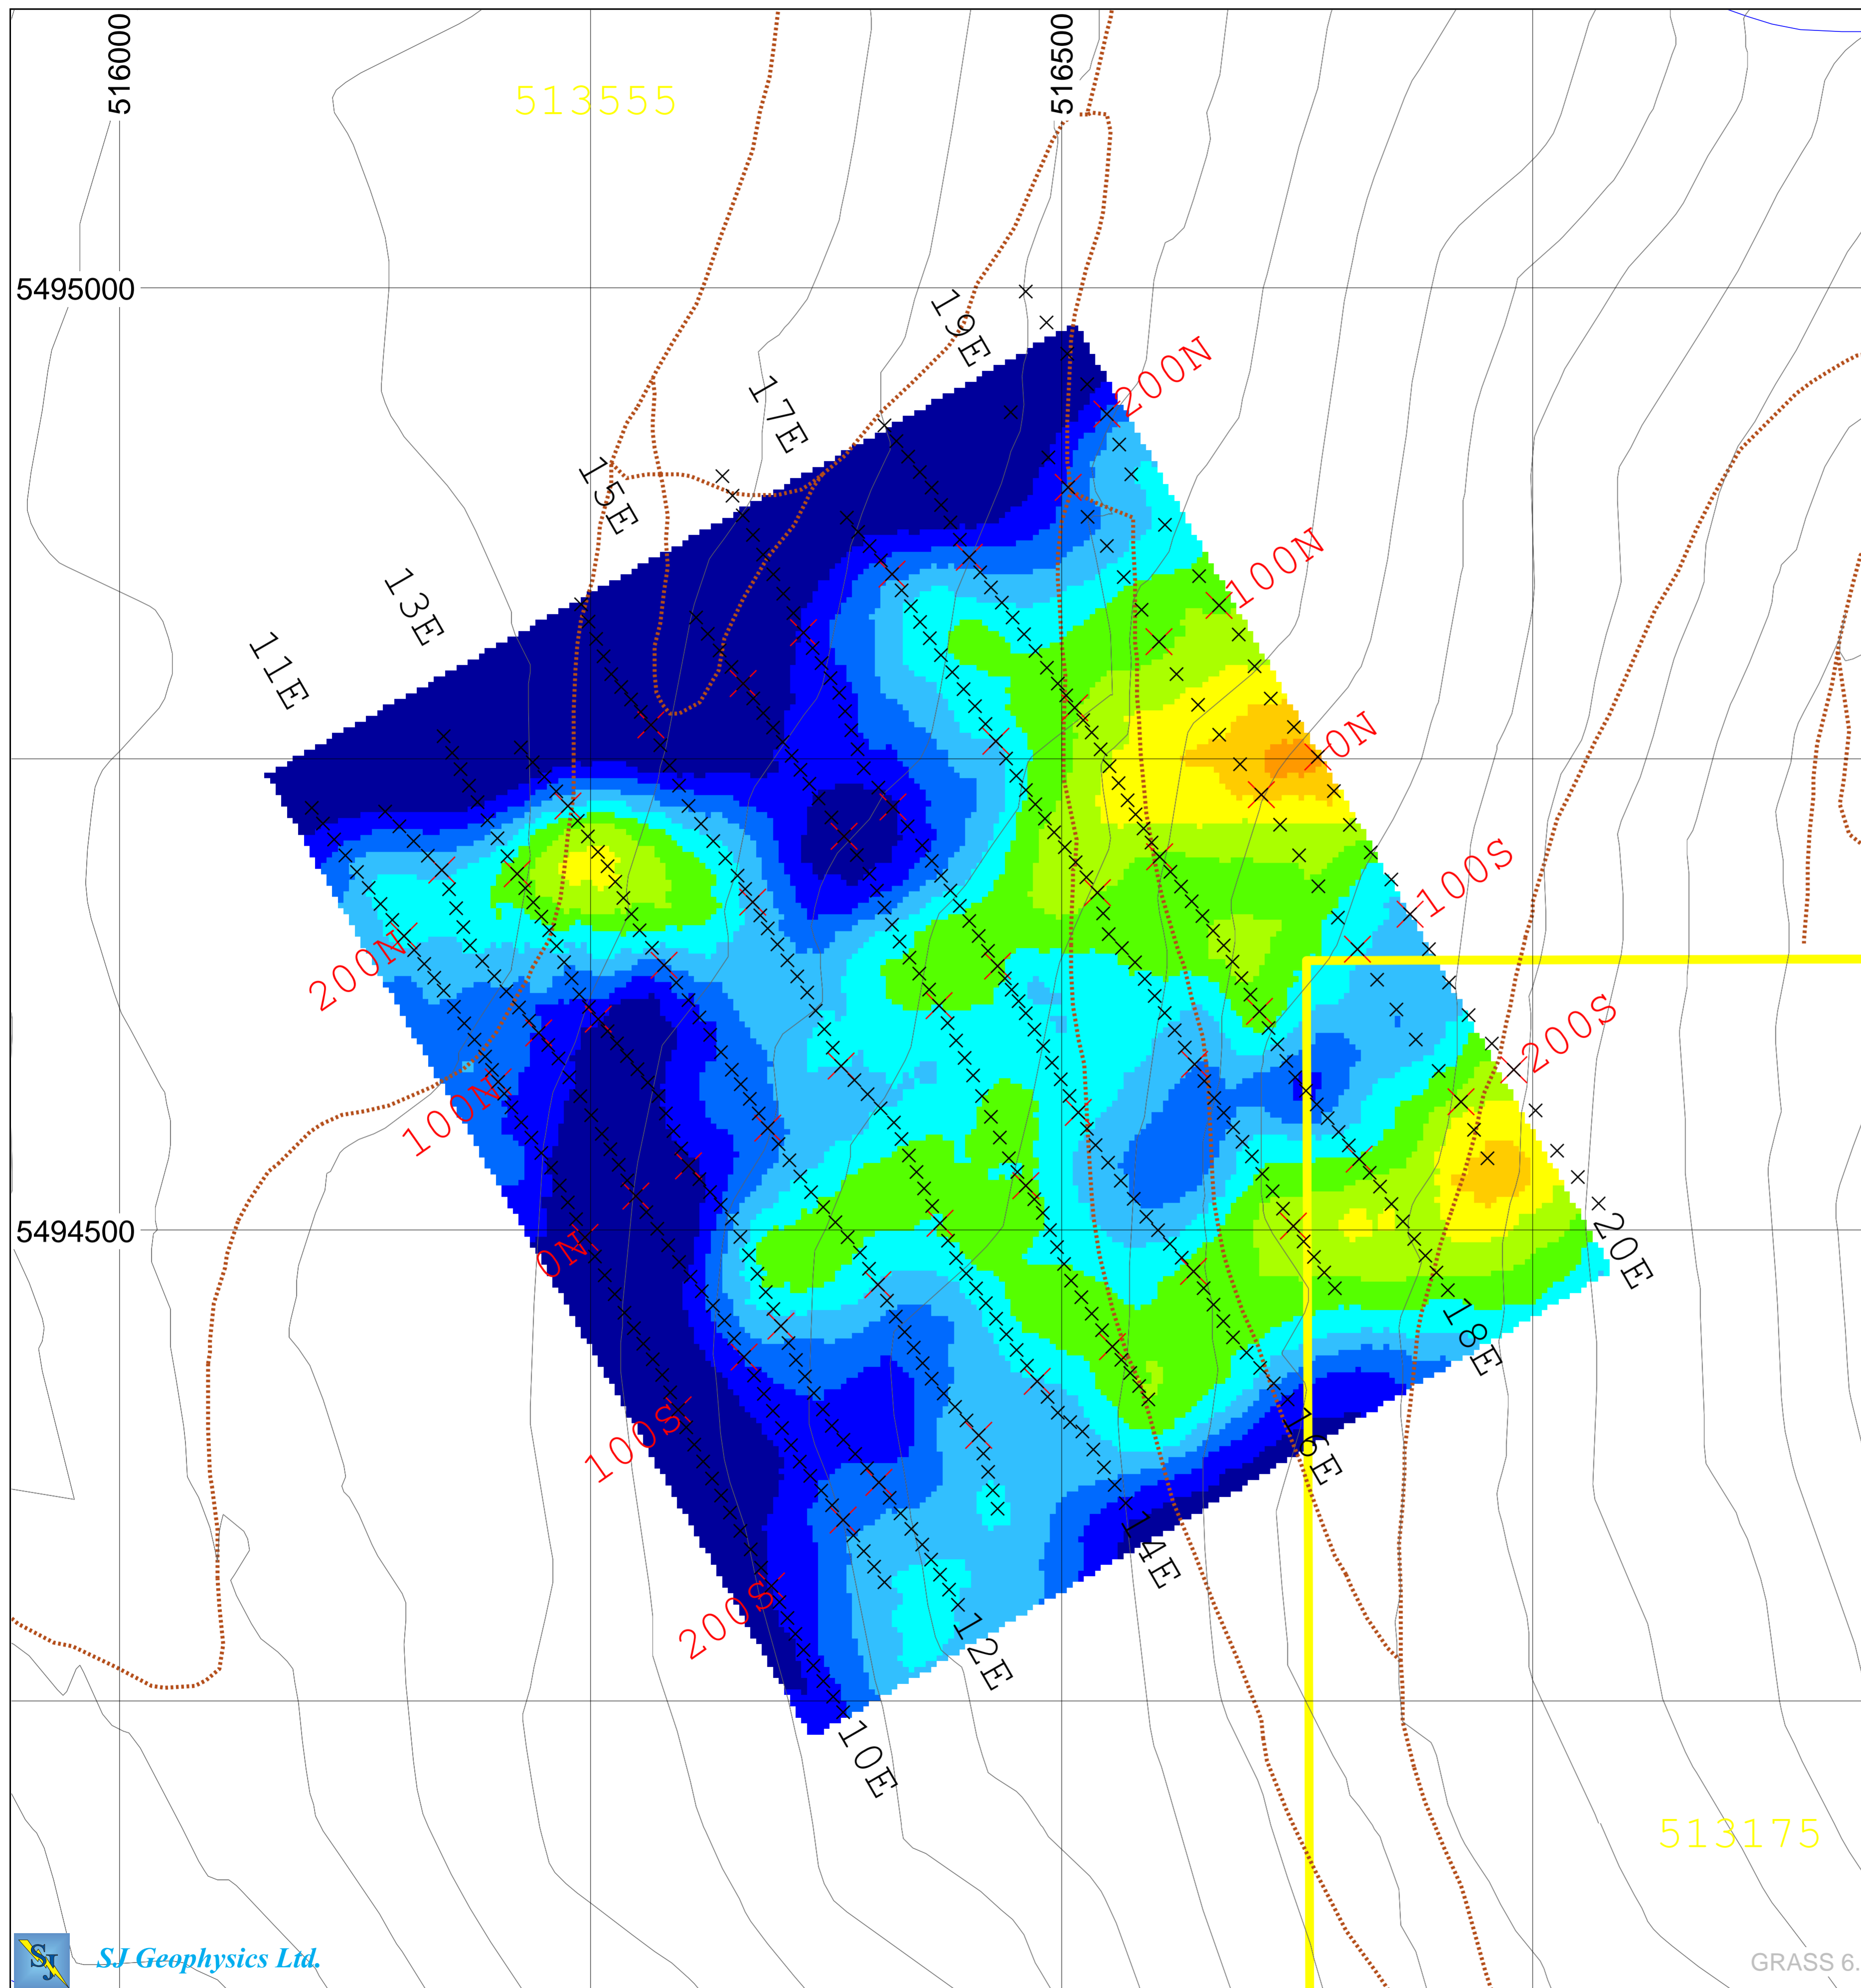 516000
516500
513555
5495000
19E
200N
17E
15E
100N
13E
11E
0N
100S
200N
200S
100N
5494500
20E
0N
18E
100S
16E
14E
200S
12E
10E
513175
SJ
SJ Geophysics Ltd.
GRASS 6.